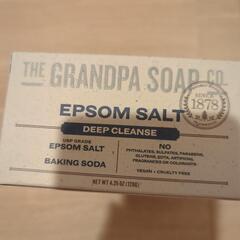 THE GRANDPA SOAP CO.
SINCE
1878
EPSOM SALT
DEEP CLEANSE
USP GRADE
EPSOM SALT
BAKING SODA
NO
PHTHALATES, SULFATES, PARABENS,
GLUTENS, EDTA, ARTIFICIAL
FRAGRANCES OR COLORANTS
VEGAN + CRUELTY FREE
NET WT 4.25 OZ (120G)